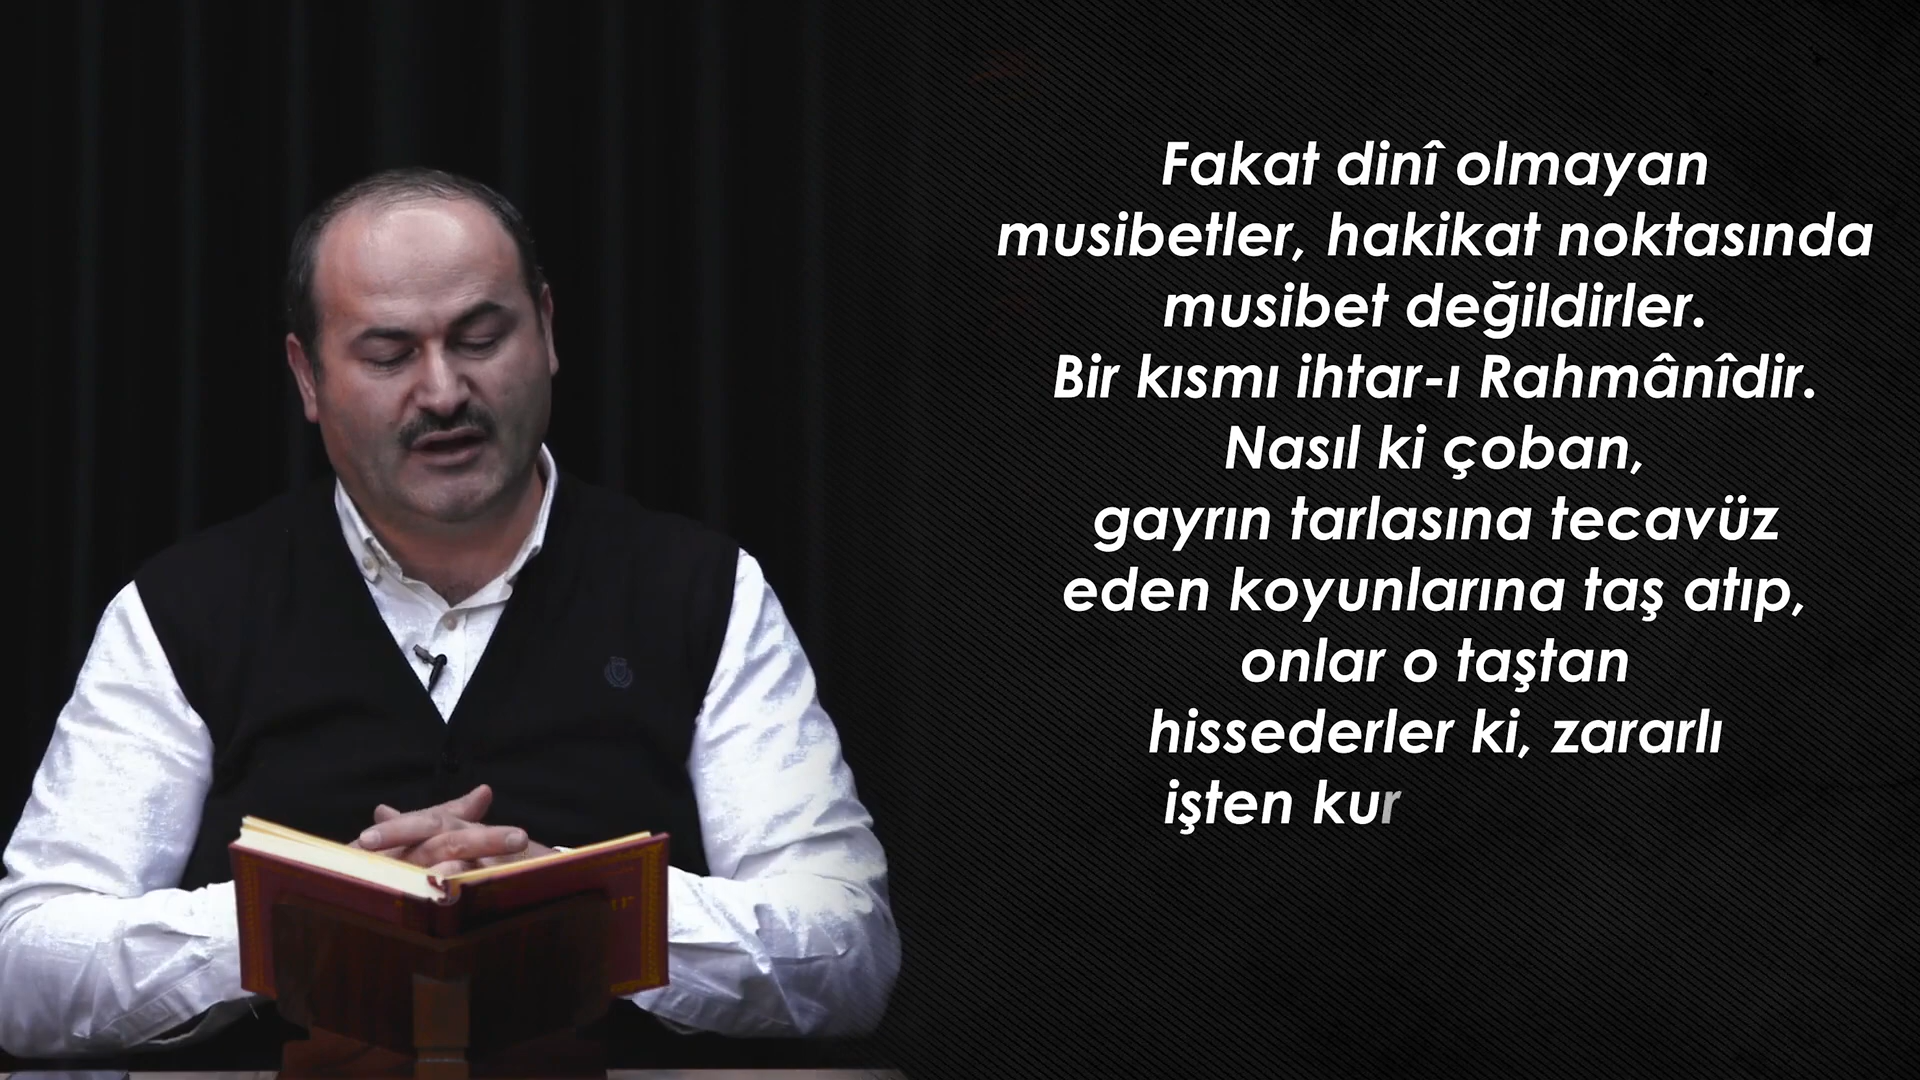 Fakat dinî olmayan
musibetler, hakikat noktasında
musibet değildirler.
Bir kısmı ihtar-ı Rahmânîdir.
Nasıl ki çoban,
gayrın tarlasına tecavüz
eden koyunlarına taş atıp,
onlar o taştan
hissederler ki, zararlı
işten kur